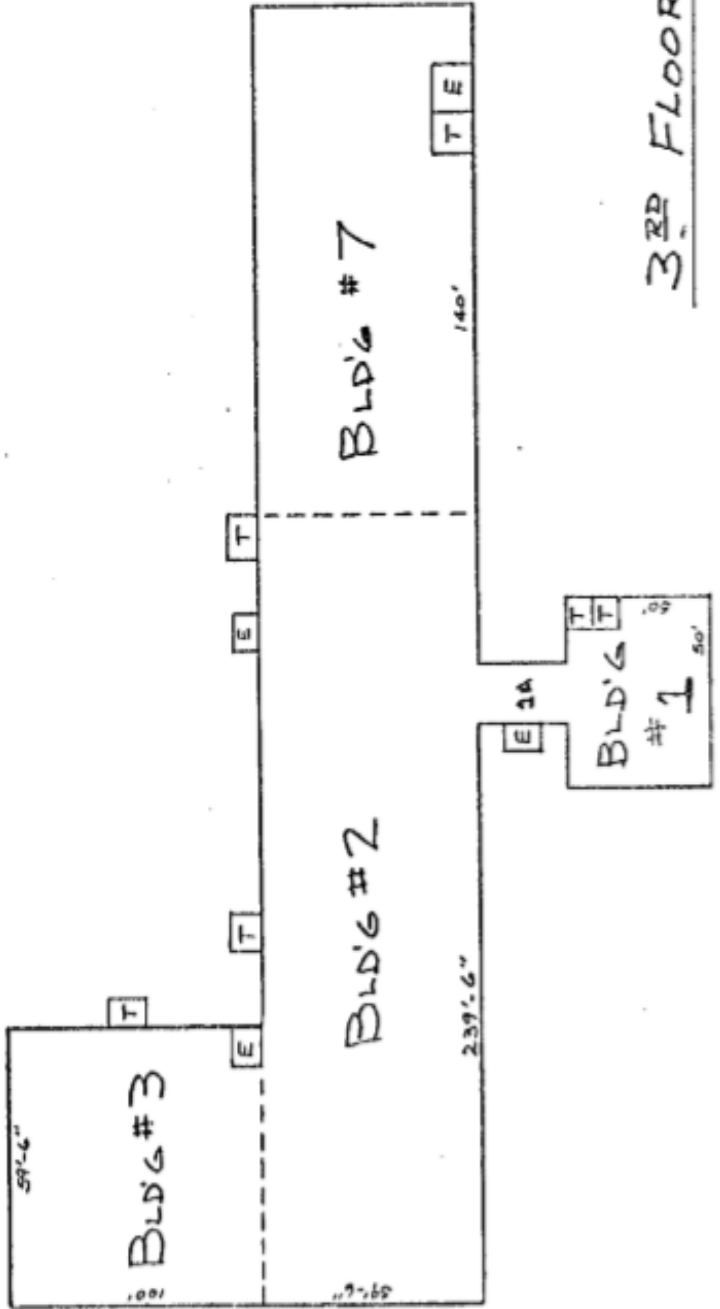 59'-6"
100'
BLD'G #3
T
E
T
E
T
59'-6"
BLD'G #2
BLD'G #7
T E
239'-6"
140'
E
1A
BLD'G
#1
T
T
60'
50'
3RD FLOOR